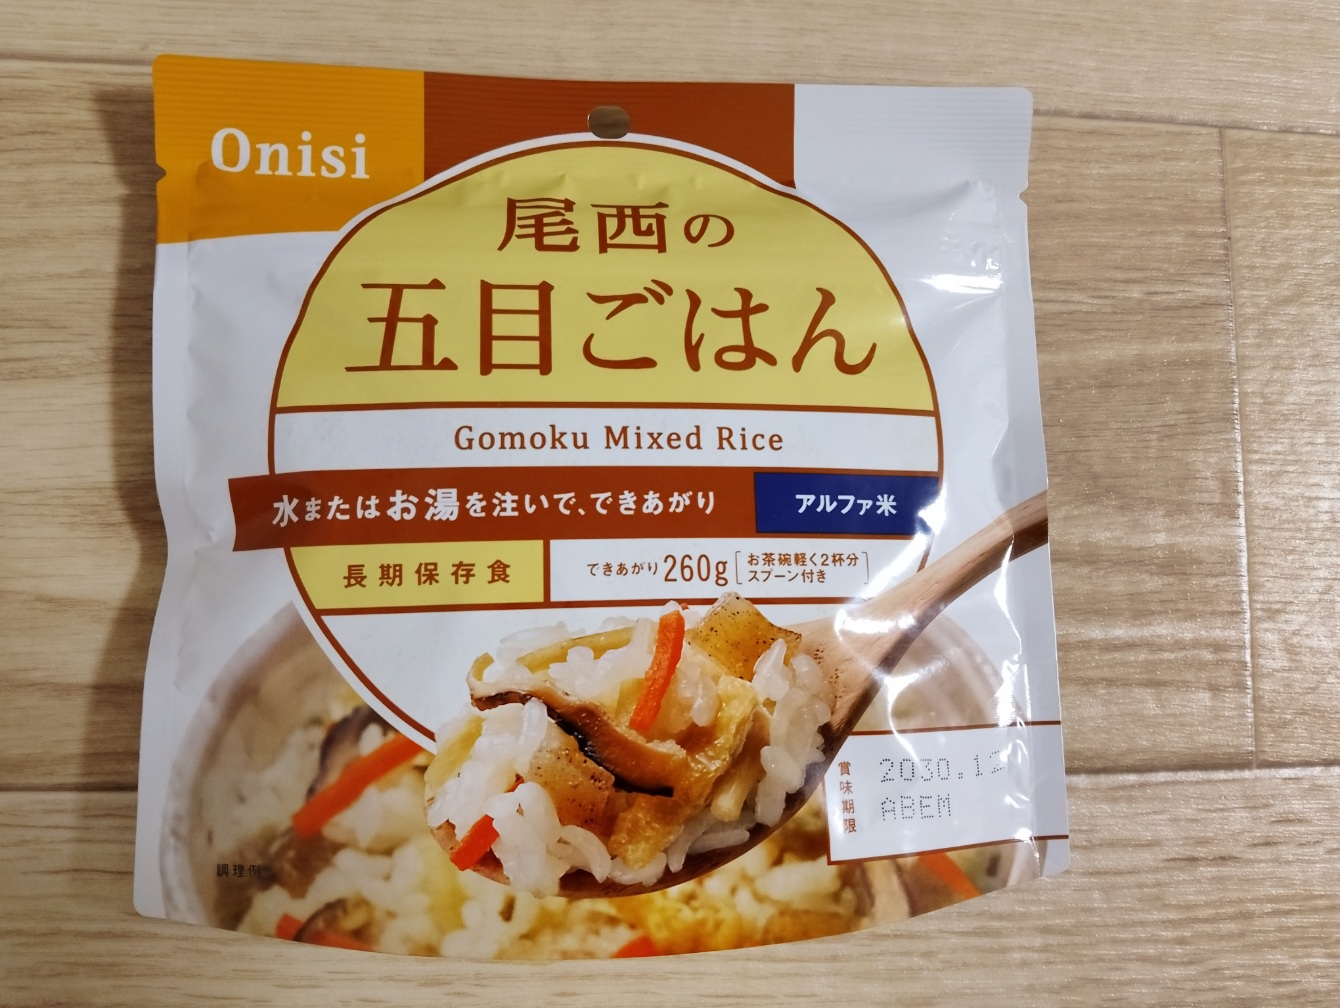 Onisi
尾西の
五目ごはん
Gomoku Mixed Rice
水またはお湯を注いで、できあがり
アルファ米
長期保存食
できあがり260g[お茶碗軽く2杯分
スプーン付き]
賞味期限
2030.12
ABEM
調理例